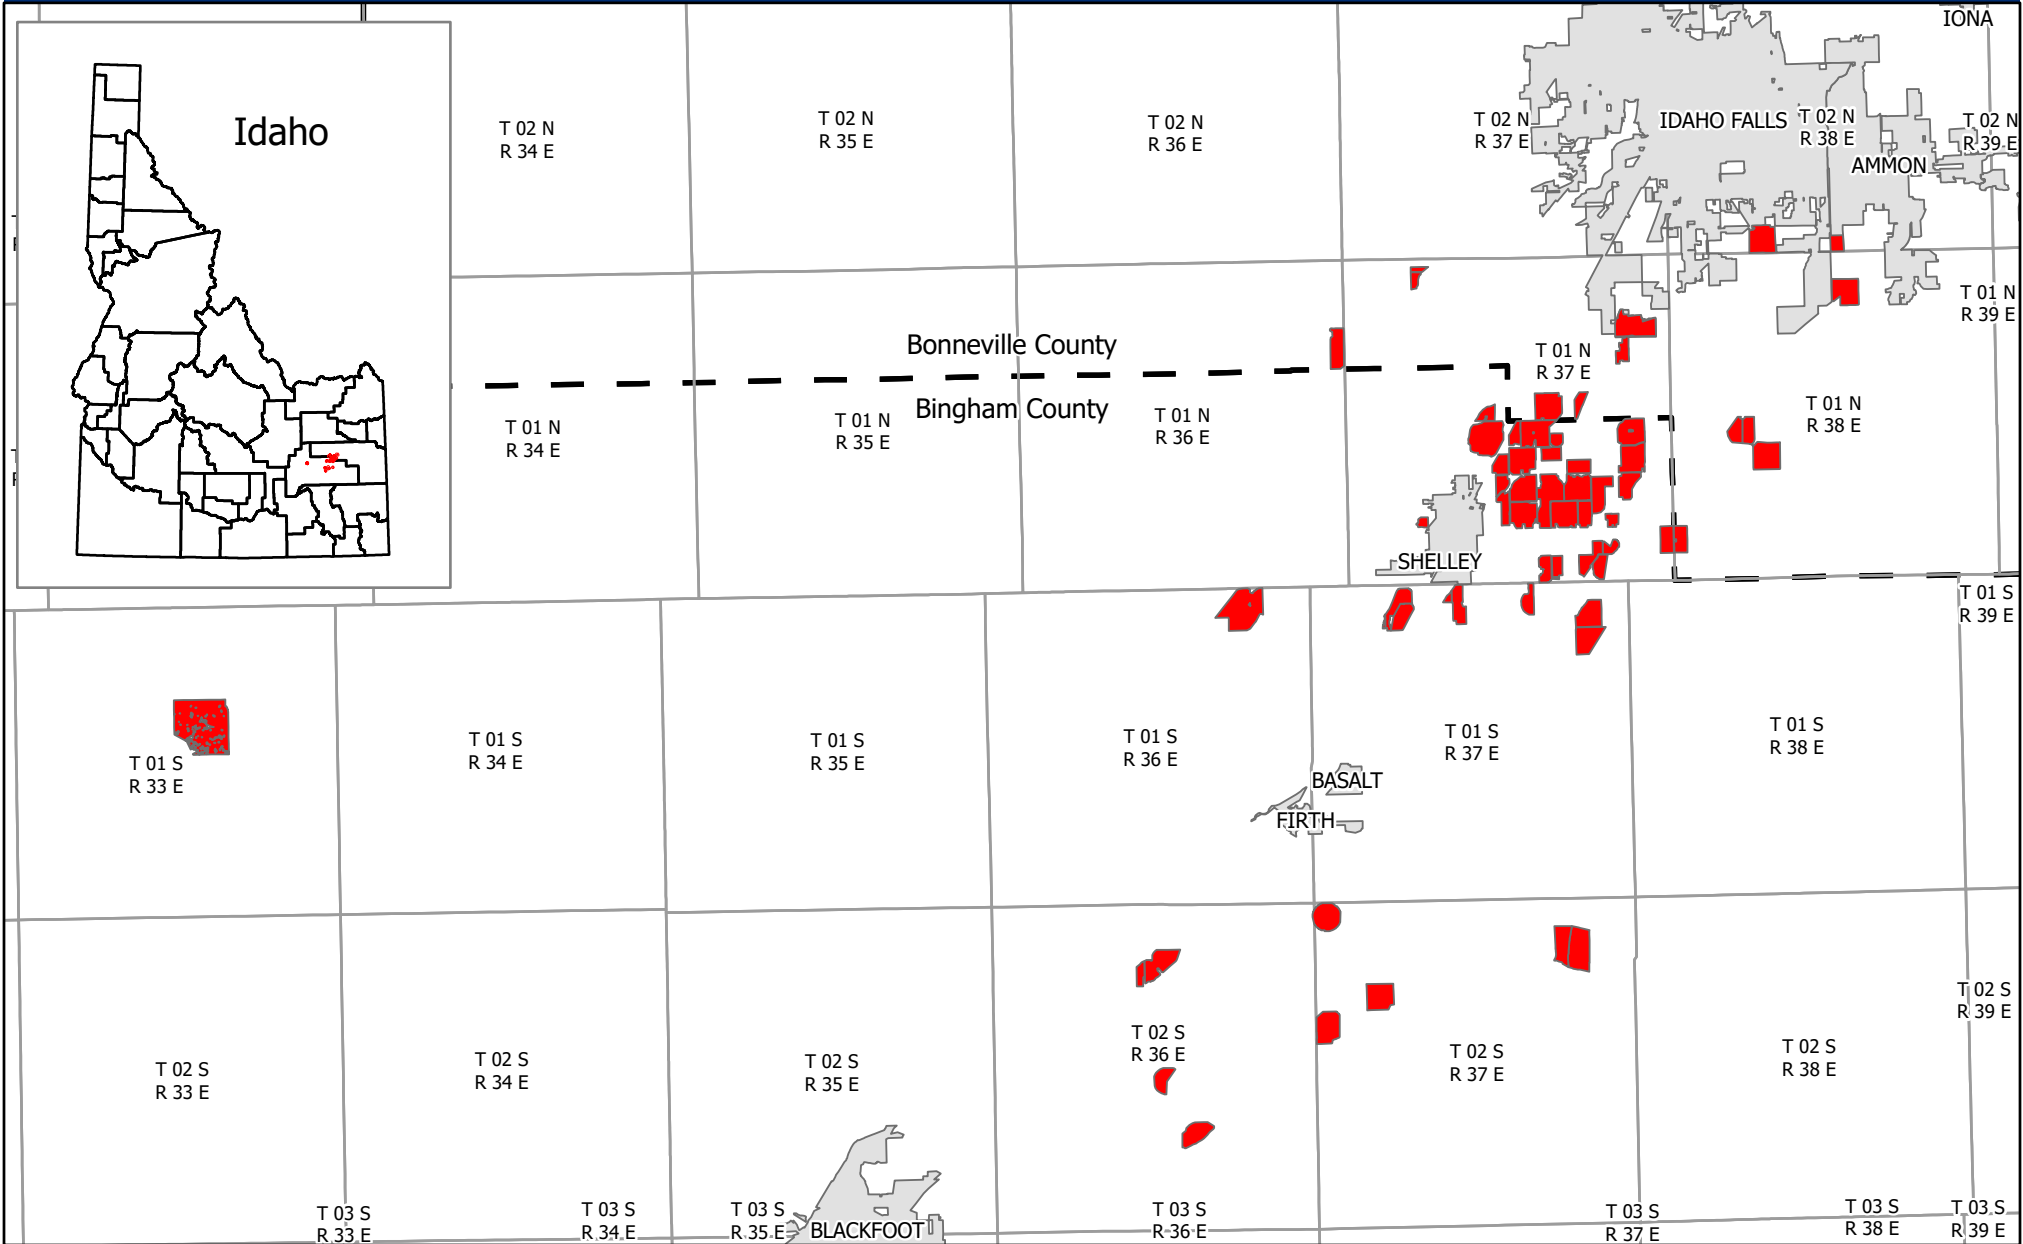 IONA
Idaho
T 02 N
R 34 E
T 02 N
R 35 E
T 02 N
R 36 E
T 02 N
R 37 E
IDAHO FALLS
T 02 N
R 38 E
T 02 N
R 39 E
AMMON
T 01 N
R 39 E
Bonneville County
Bingham County
T 01 N
R 34 E
T 01 N
R 35 E
T 01 N
R 36 E
T 01 N
R 37 E
T 01 N
R 38 E
SHELLEY
T 01 S
R 39 E
T 01 S
R 33 E
T 01 S
R 34 E
T 01 S
R 35 E
T 01 S
R 36 E
T 01 S
R 37 E
T 01 S
R 38 E
BASALT
FIRTH
T 02 S
R 39 E
T 02 S
R 33 E
T 02 S
R 34 E
T 02 S
R 35 E
T 02 S
R 36 E
T 02 S
R 37 E
T 02 S
R 38 E
T 03 S
R 33 E
T 03 S
R 34 E
T 03 S
R 35 E
BLACKFOOT
T 03 S
R 36 E
T 03 S
R 37 E
T 03 S
R 38 E
T 03 S
R 39 E